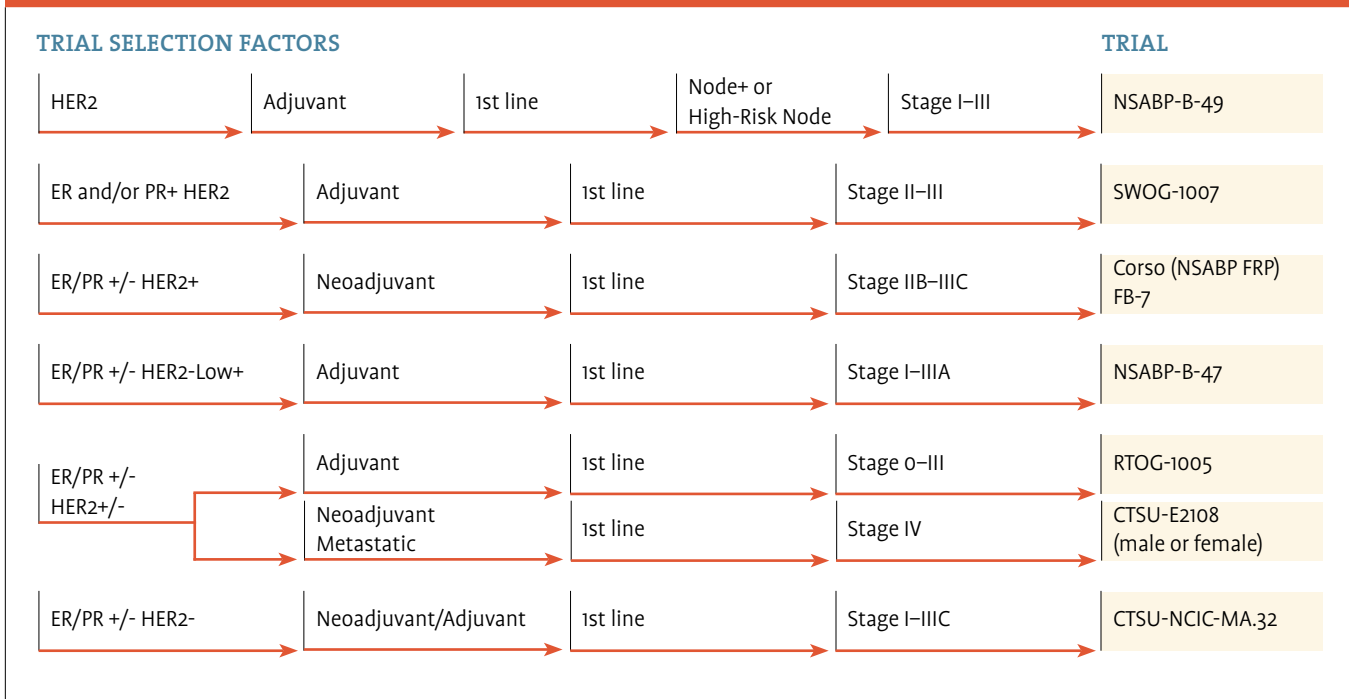 TRIAL SELECTION FACTORS TRIAL
HER2 Adjuvant 1st line Node+ or High-Risk Node Stage I–III NSABP-B-49
ER and/or PR+ HER2 Adjuvant 1st line Stage II–III SWOG-1007
ER/PR +/- HER2+ Neoadjuvant 1st line Stage IIB–IIIC Corso (NSABP FRP) FB-7
ER/PR +/- HER2-Low+ Adjuvant 1st line Stage I–IIIA NSABP-B-47
ER/PR +/-
HER2+/-
Adjuvant 1st line Stage 0–III RTOG-1005
Neoadjuvant Metastatic 1st line Stage IV CTSU-E2108 (male or female)
ER/PR +/- HER2- Neoadjuvant/Adjuvant 1st line Stage I–IIIC CTSU-NCIC-MA.32